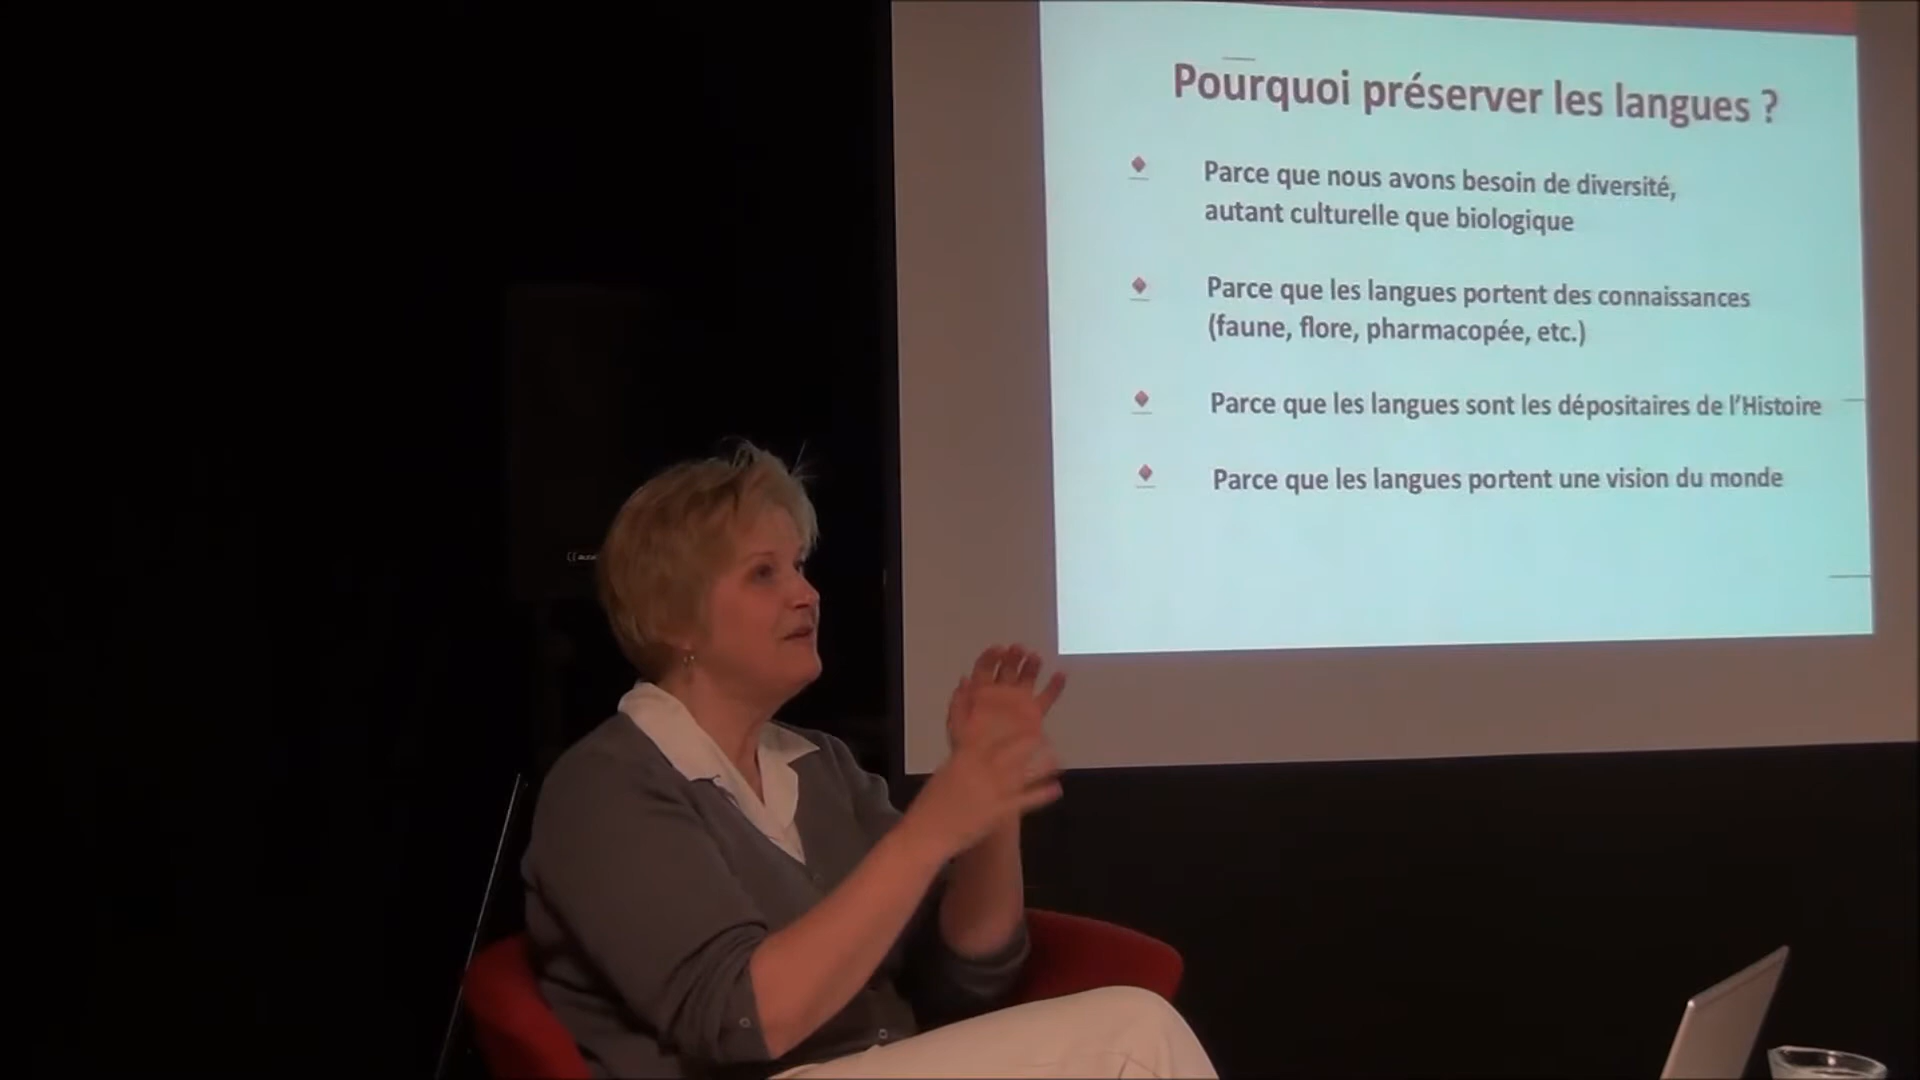 Pourquoi préserver les langues ?
Parce que nous avons besoin de diversité,
autant culturelle que biologique
Parce que les langues portent des connaissances
(faune, flore, pharmacopée, etc.)
Parce que les langues sont les dépositaires de l'Histoire
Parce que les langues portent une vision du monde